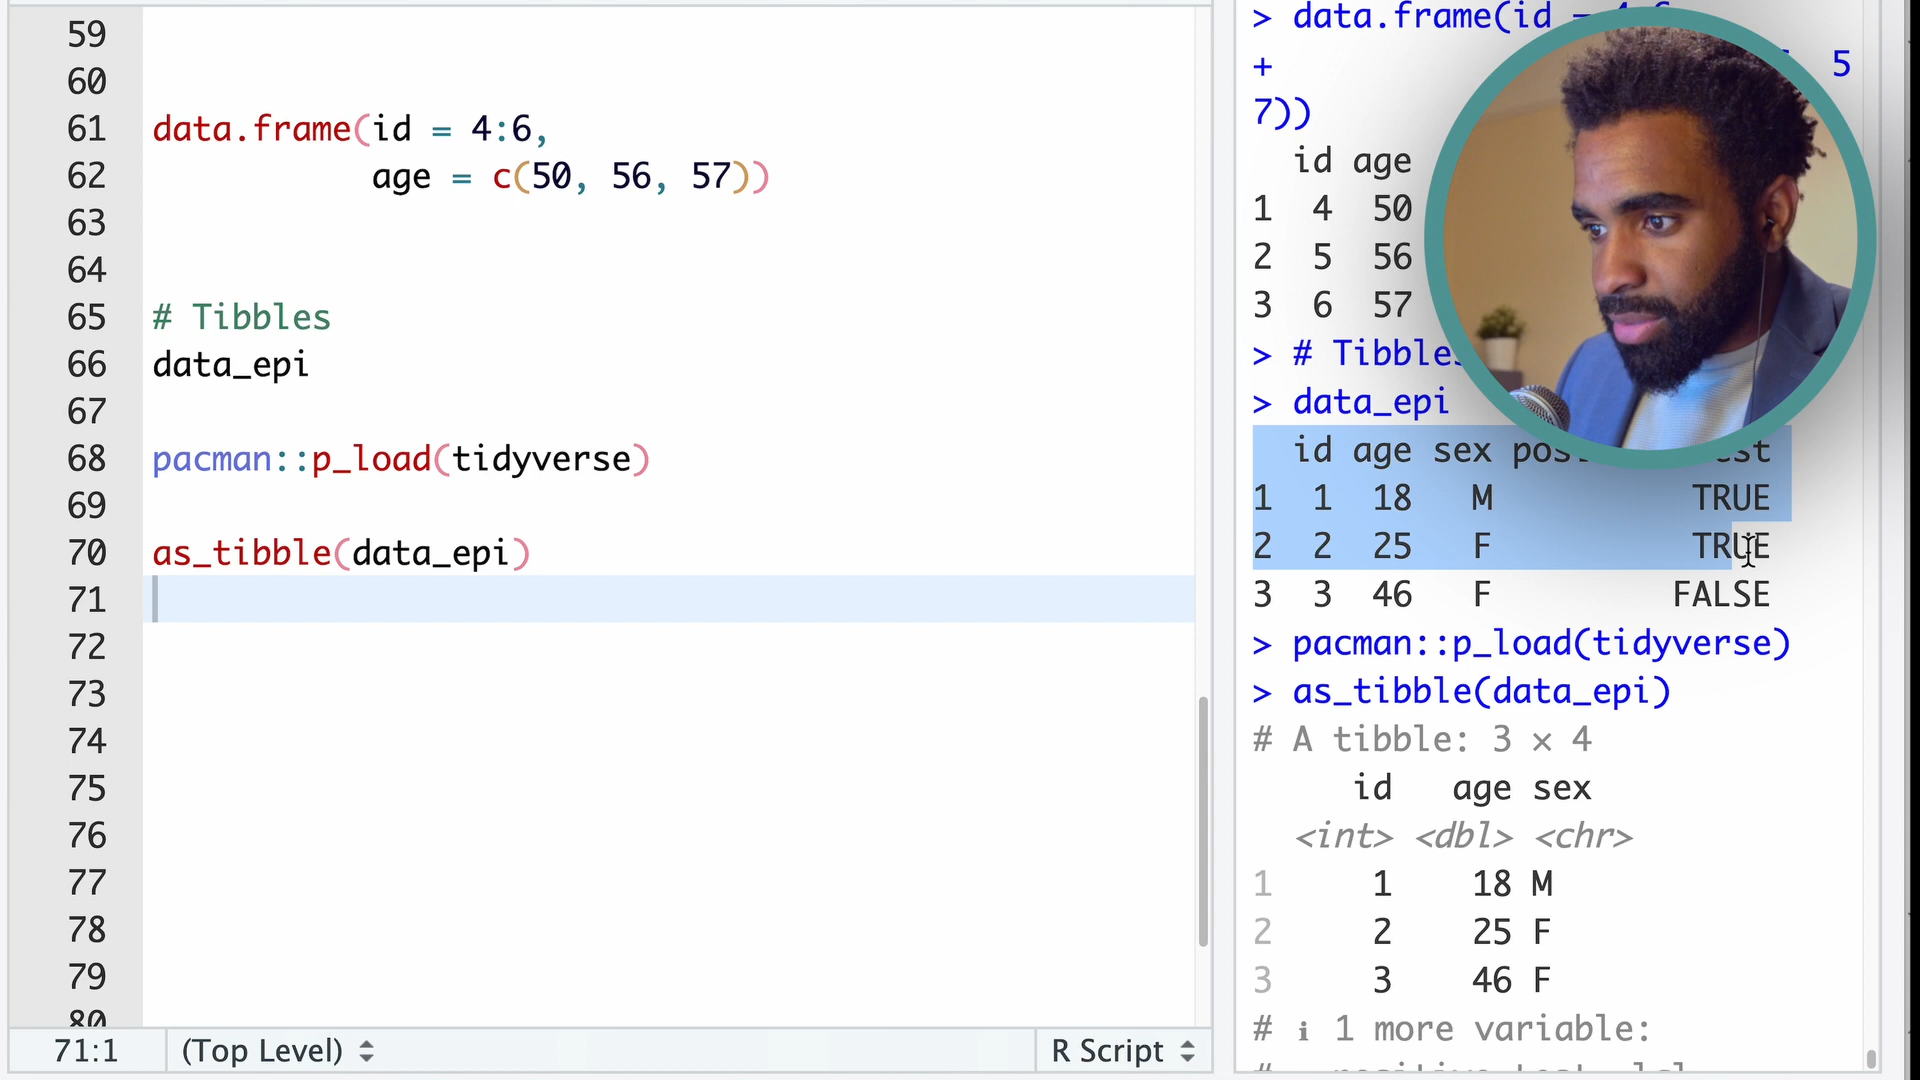 59
60
61 data.frame(id = 4:6,
62 age = c(50, 56, 57))
63
64
65 # Tibbles
66 data_epi
67
68 pacman::p_load(tidyverse)
69
70 as_tibble(data_epi)
71
72
73
74
75
76
77
78
79
80
71:1 (Top Level) R Script
> data.frame(id = 4:6
+ 5
7))
id age
1 4 50
2 5 56
3 6 57
> # Tibbles
> data_epi
id age sex
1 1 18 M TRUE
2 2 25 F TRUE
3 3 46 F FALSE
> pacman::p_load(tidyverse)
> as_tibble(data_epi)
# A tibble: 3 × 4
id age sex
<int> <dbl> <chr>
1 1 18 M
2 2 25 F
3 3 46 F
# ℹ 1 more variable: